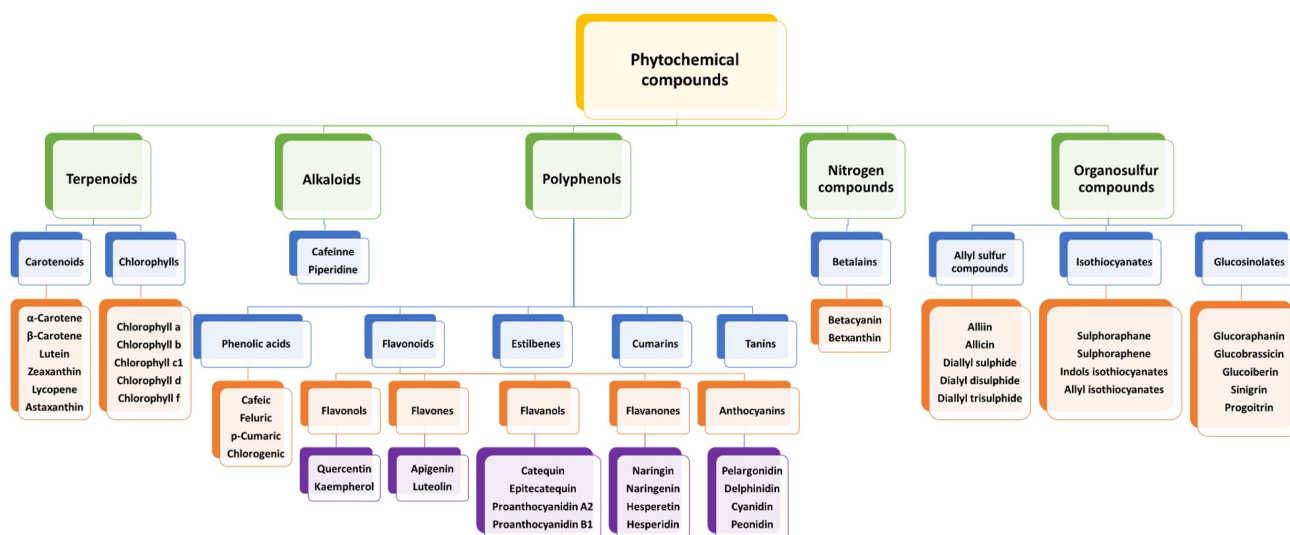 Phytochemical
compounds
Terpenoids
Alkaloids
Polyphenols
Nitrogen
compounds
Organosulfur
compounds
Carotenoids
Chlorophylls
Cafeinne
Piperidine
Betalains
Allyl sulfur
compounds
Isothiocyanates
Glucosinolates
α-Carotene
β-Carotene
Lutein
Zeaxanthin
Lycopene
Astaxanthin
Chlorophyll a
Chlorophyll b
Chlorophyll c1
Chlorophyll d
Chlorophyll f
Phenolic acids
Flavonoids
Estilbenes
Cumarins
Tanins
Betacyanin
Betxanthin
Alliin
Allicin
Diallyl sulphide
Dialyl disulphide
Diallyl trisulphide
Sulphoraphane
Sulphoraphene
Indols isothiocyanates
Allyl isothiocyanates
Glucoraphanin
Glucobrassicin
Glucoiberin
Sinigrin
Progoitrin
Cafeic
Feluric
p-Cumaric
Chlorogenic
Flavonols
Flavones
Flavanols
Flavanones
Anthocyanins
Quercentin
Kaempherol
Apigenin
Luteolin
Catequin
Epitecatequin
Proanthocyanidin A2
Proanthocyanidin B1
Naringin
Naringenin
Hesperetin
Hesperidin
Pelargonidin
Delphinidin
Cyanidin
Peonidin